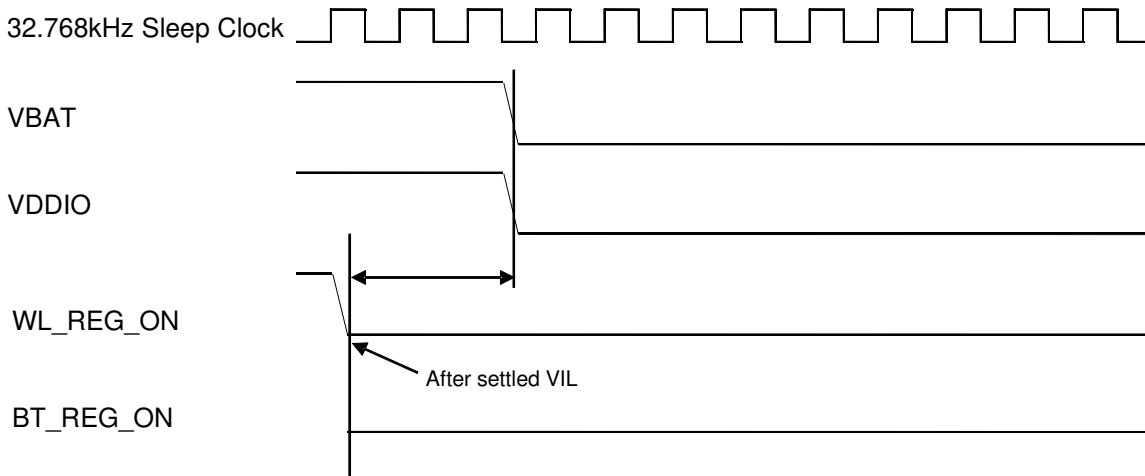 32.768kHz Sleep Clock
VBAT
VDDIO
WL_REG_ON
After settled VIL
BT_REG_ON